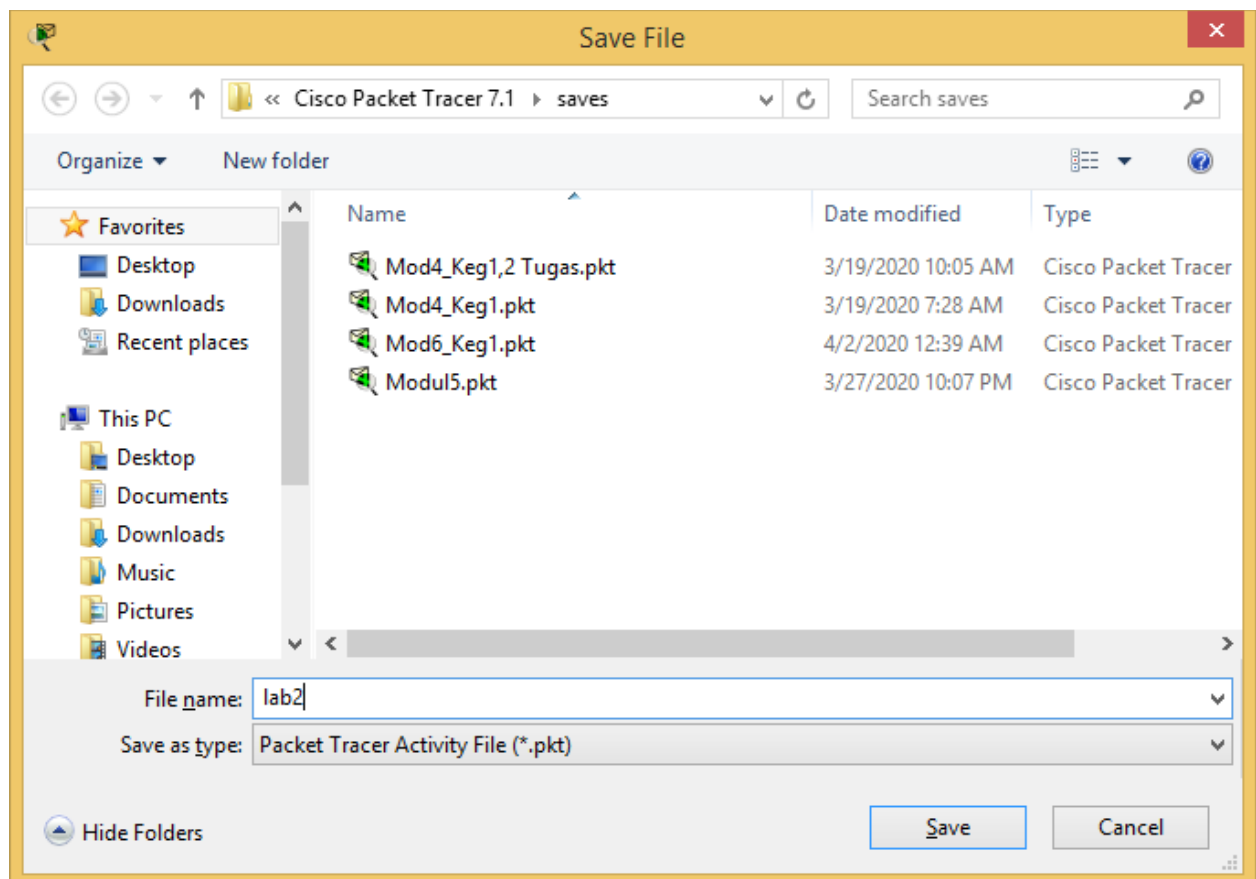 Save File
« Cisco Packet Tracer 7.1 saves
Search saves
Organize New folder
Name Date modified Type
Favorites
Desktop
Downloads
Recent places
This PC
Desktop
Documents
Downloads
Music
Pictures
Videos
Mod4_Keg1,2 Tugas.pkt 3/19/2020 10:05 AM Cisco Packet Tracer
Mod4_Keg1.pkt 3/19/2020 7:28 AM Cisco Packet Tracer
Mod6_Keg1.pkt 4/2/2020 12:39 AM Cisco Packet Tracer
Modul5.pkt 3/27/2020 10:07 PM Cisco Packet Tracer
File name: lab2
Save as type: Packet Tracer Activity File (*.pkt)
Hide Folders
Save Cancel